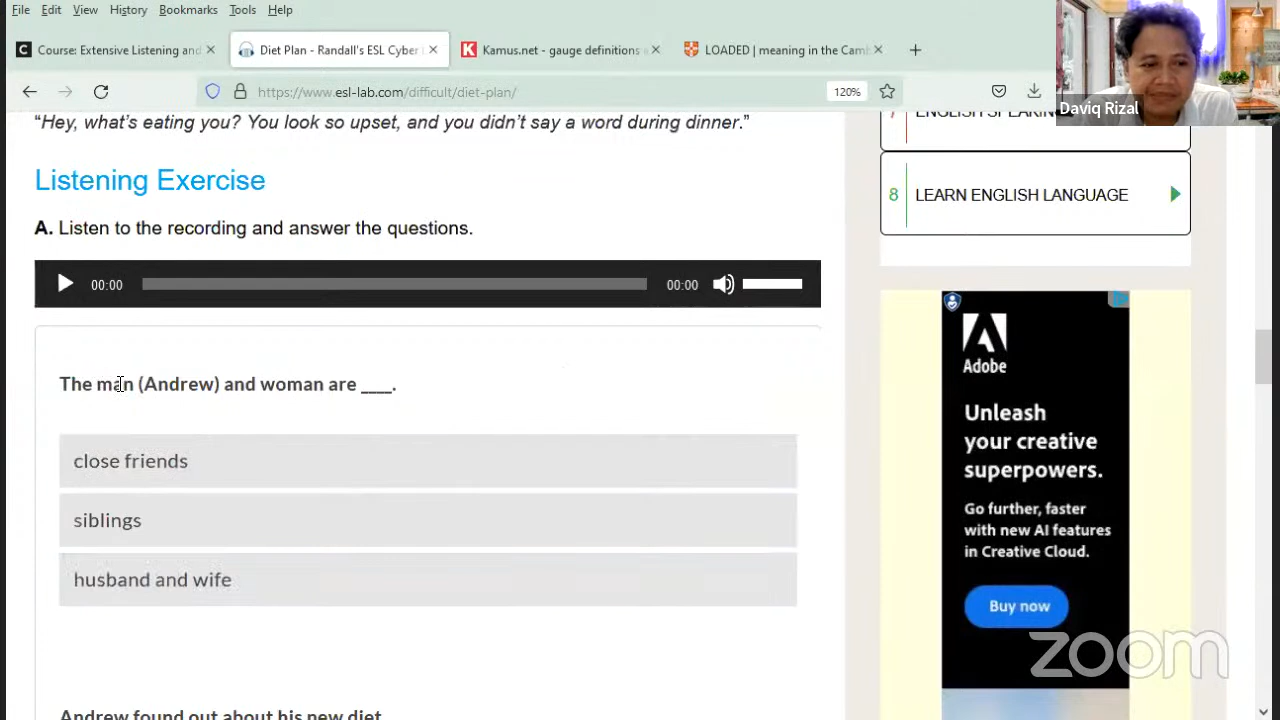 File Edit View History Bookmarks Tools Help
Course: Extensive Listening and
Diet Plan - Randall's ESL Cyber
Kamus.net - gauge definitions
LOADED | meaning in the Cam
https://www.esl-lab.com/difficult/diet-plan/
120%
Daviq Rizal
"Hey, what's eating you? You look so upset, and you didn't say a word during dinner."
Listening Exercise
A. Listen to the recording and answer the questions.
00:00
00:00
The man (Andrew) and woman are ____.
close friends
siblings
husband and wife
Andrew found out about his new diet
7 ENGLISH SPEAKING
8 LEARN ENGLISH LANGUAGE
Adobe
Unleash
your creative
superpowers.
Go further, faster
with new AI features
in Creative Cloud.
Buy now
zoom